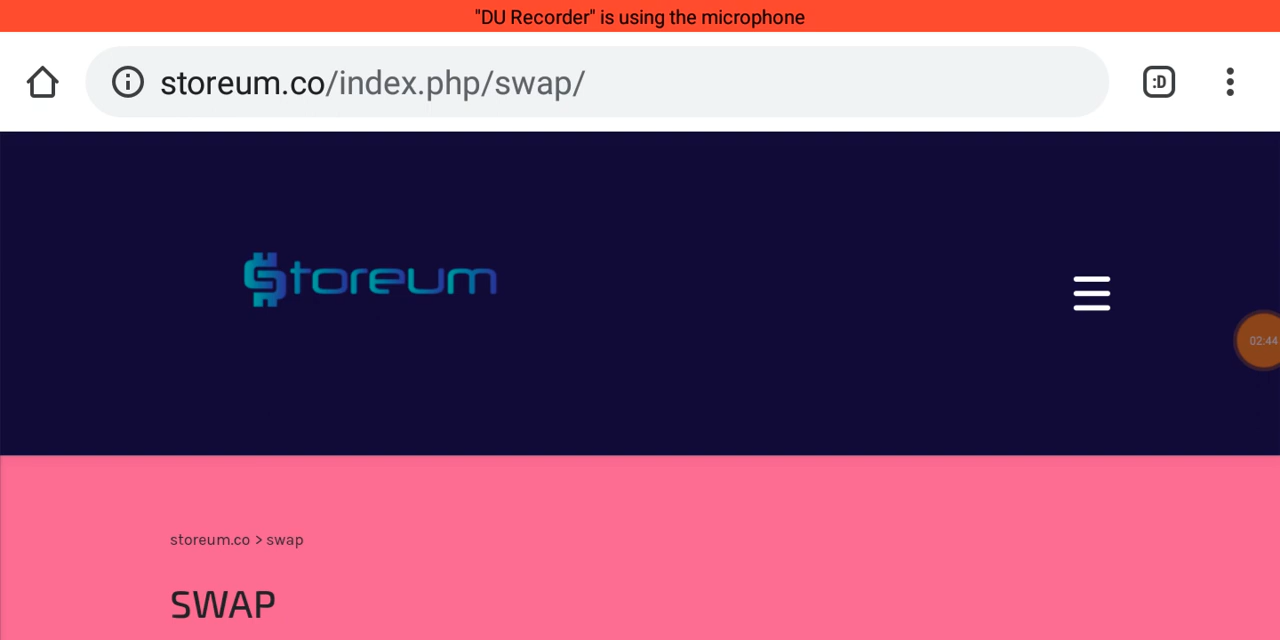 "DU Recorder" is using the microphone
storeum.co/index.php/swap/
:D
Storeum
02:44
storeum.co > swap
SWAP